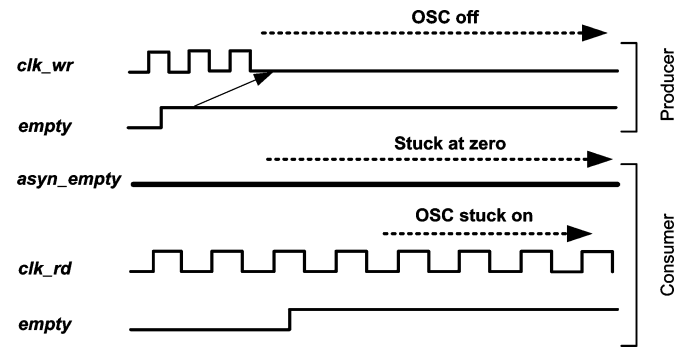 OSC off
clk_wr
empty
Producer
Stuck at zero
asyn_empty
OSC stuck on
clk_rd
empty
Consumer